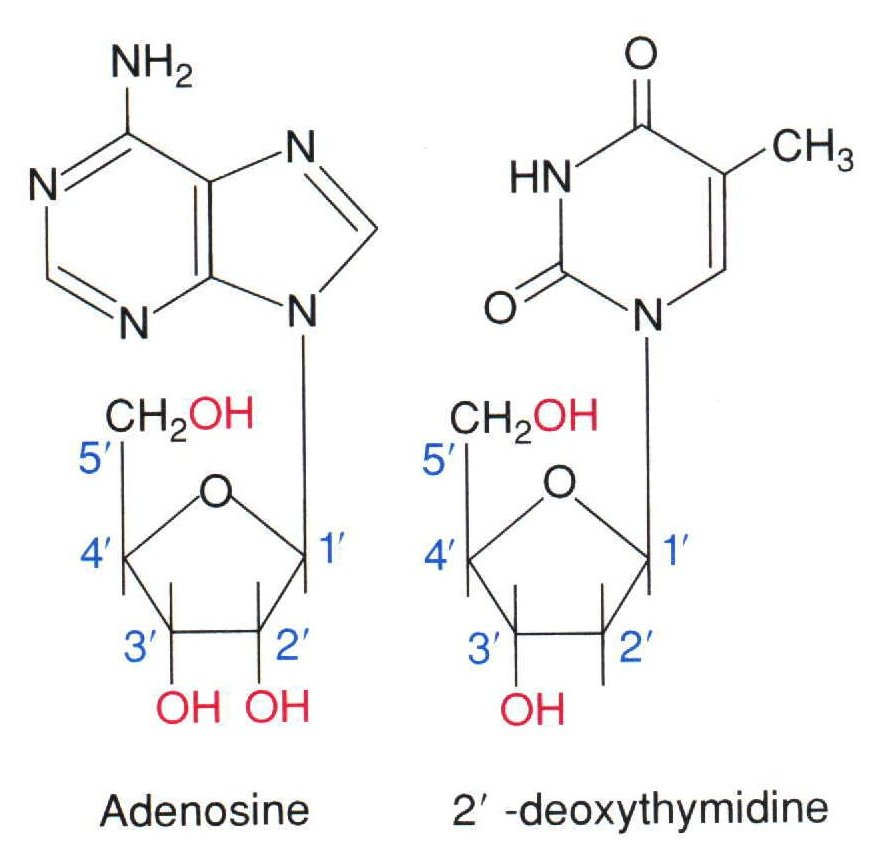 NH₂
N
N
N
N
CH₂OH
5′
O
4′
1′
3′
2′
OH OH
Adenosine
O
CH₃
HN
O
N
CH₂OH
5′
O
4′
1′
3′
2′
OH
2′ -deoxythymidine